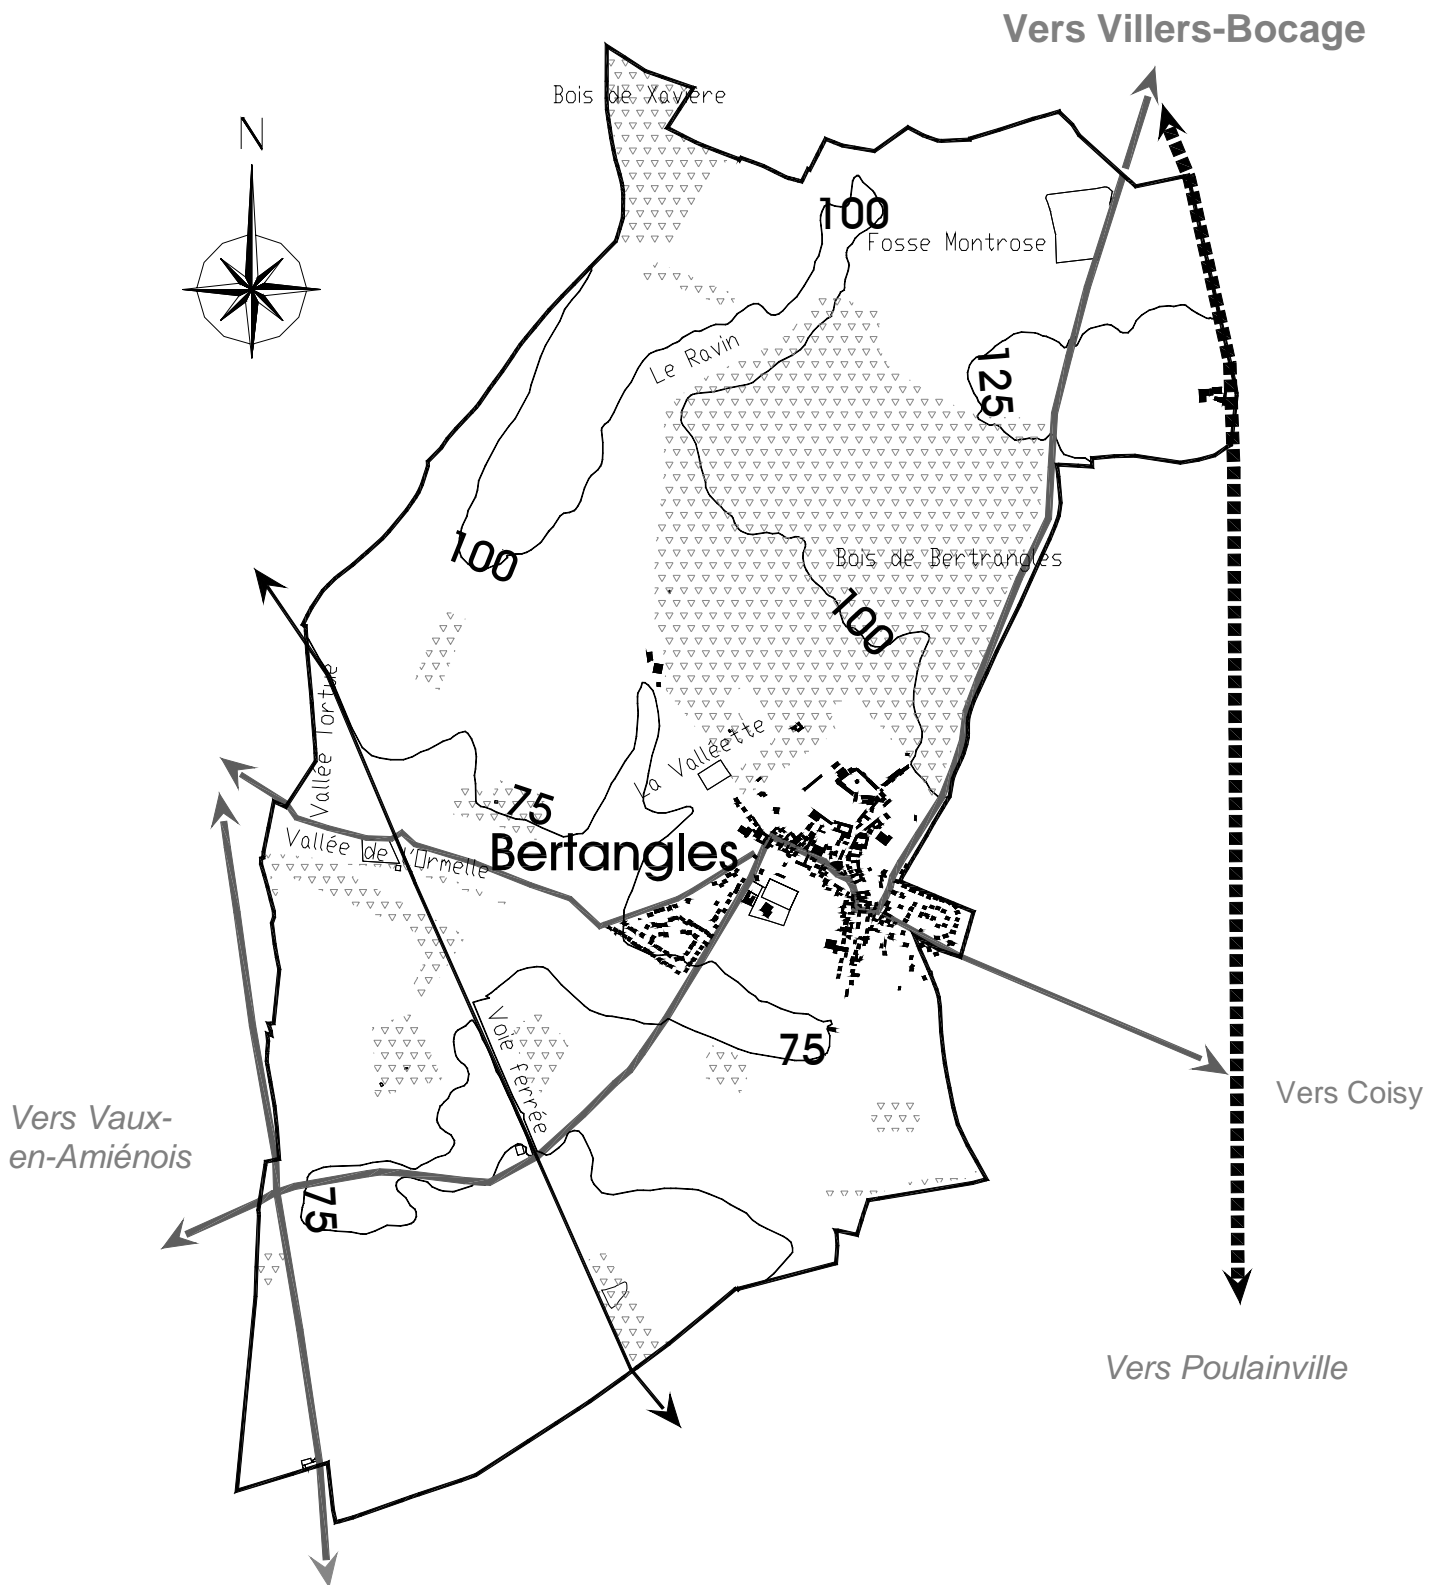 Vers Villers-Bocage
Bois de Xavière
N
100
Fosse Montrose
Le Ravin
125
100
Bois de Bertrangles
100
Vallée Tortue
La Valléette
75
Vallée de l'Ormelle
Bertangles
Voie ferrée
75
Vers Coisy
Vers Vaux-
en-Amiénois
75
Vers Poulainville